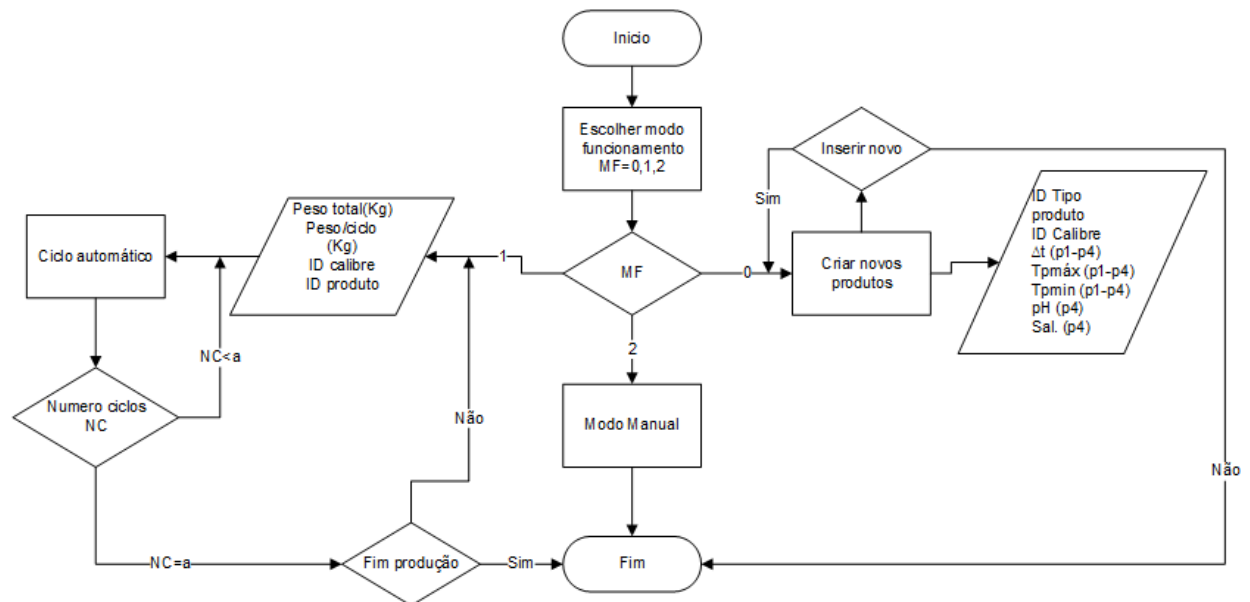 Inicio
Escolher modo
funcionamento
MF=0,1,2
Inserir novo
Sim
Peso total(Kg)
Peso/ciclo
(Kg)
ID calibre
ID produto
Ciclo automático
1
MF
0
Criar novos
produtos
ID Tipo
produto
ID Calibre
Δt (p1-p4)
Tpmáx (p1-p4)
Tpmin (p1-p4)
pH (p4)
Sal. (p4)
NC<a
2
Numero ciclos
NC
Não
Modo Manual
Não
NC=a
Fim produção
Sim
Fim